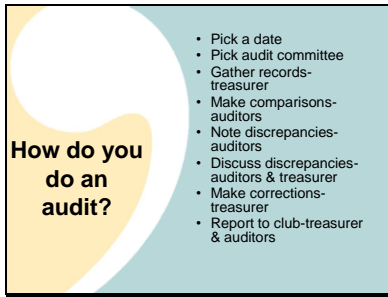 How do you
do an
audit?
• Pick a date
• Pick audit committee
• Gather records-
treasurer
• Make comparisons-
auditors
• Note discrepancies-
auditors
• Discuss discrepancies-
auditors & treasurer
• Make corrections-
treasurer
• Report to club-treasurer
& auditors